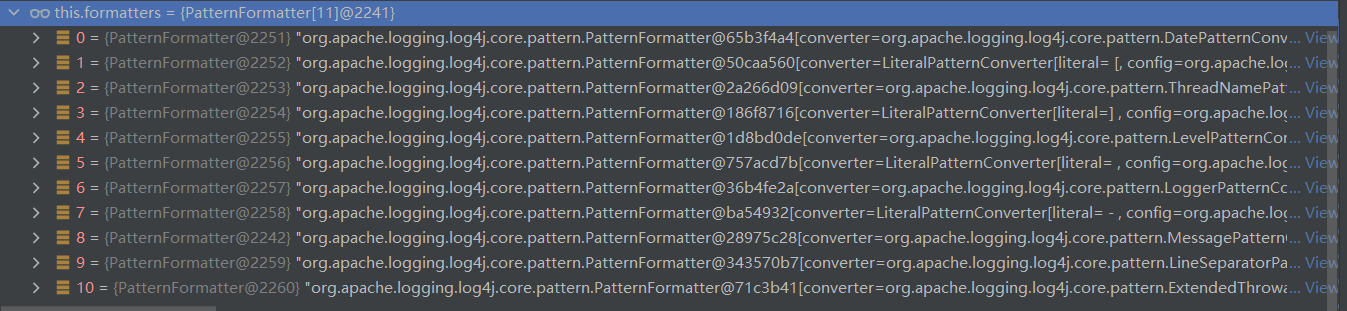 this.formatters = {PatternFormatter[11]@2241}
0 = {PatternFormatter@2251} "org.apache.logging.log4j.core.pattern.PatternFormatter@65b3f4a4[converter=org.apache.logging.log4j.core.pattern.DatePatternConv... View
1 = {PatternFormatter@2252} "org.apache.logging.log4j.core.pattern.PatternFormatter@50caa560[converter=LiteralPatternConverter[literal= [, config=org.apache.log... View
2 = {PatternFormatter@2253} "org.apache.logging.log4j.core.pattern.PatternFormatter@2a266d09[converter=org.apache.logging.log4j.core.pattern.ThreadNamePatt... View
3 = {PatternFormatter@2254} "org.apache.logging.log4j.core.pattern.PatternFormatter@186f8716[converter=LiteralPatternConverter[literal=] , config=org.apache.log... View
4 = {PatternFormatter@2255} "org.apache.logging.log4j.core.pattern.PatternFormatter@1d8bd0de[converter=org.apache.logging.log4j.core.pattern.LevelPatternCon... View
5 = {PatternFormatter@2256} "org.apache.logging.log4j.core.pattern.PatternFormatter@757acd7b[converter=LiteralPatternConverter[literal= , config=org.apache.log... View
6 = {PatternFormatter@2257} "org.apache.logging.log4j.core.pattern.PatternFormatter@36b4fe2a[converter=org.apache.logging.log4j.core.pattern.LoggerPatternCo... View
7 = {PatternFormatter@2258} "org.apache.logging.log4j.core.pattern.PatternFormatter@ba54932[converter=LiteralPatternConverter[literal= - , config=org.apache.log... View
8 = {PatternFormatter@2242} "org.apache.logging.log4j.core.pattern.PatternFormatter@28975c28[converter=org.apache.logging.log4j.core.pattern.MessagePattern... View
9 = {PatternFormatter@2259} "org.apache.logging.log4j.core.pattern.PatternFormatter@343570b7[converter=org.apache.logging.log4j.core.pattern.LineSeparatorPa... View
10 = {PatternFormatter@2260} "org.apache.logging.log4j.core.pattern.PatternFormatter@71c3b41[converter=org.apache.logging.log4j.core.pattern.ExtendedThrowa... View